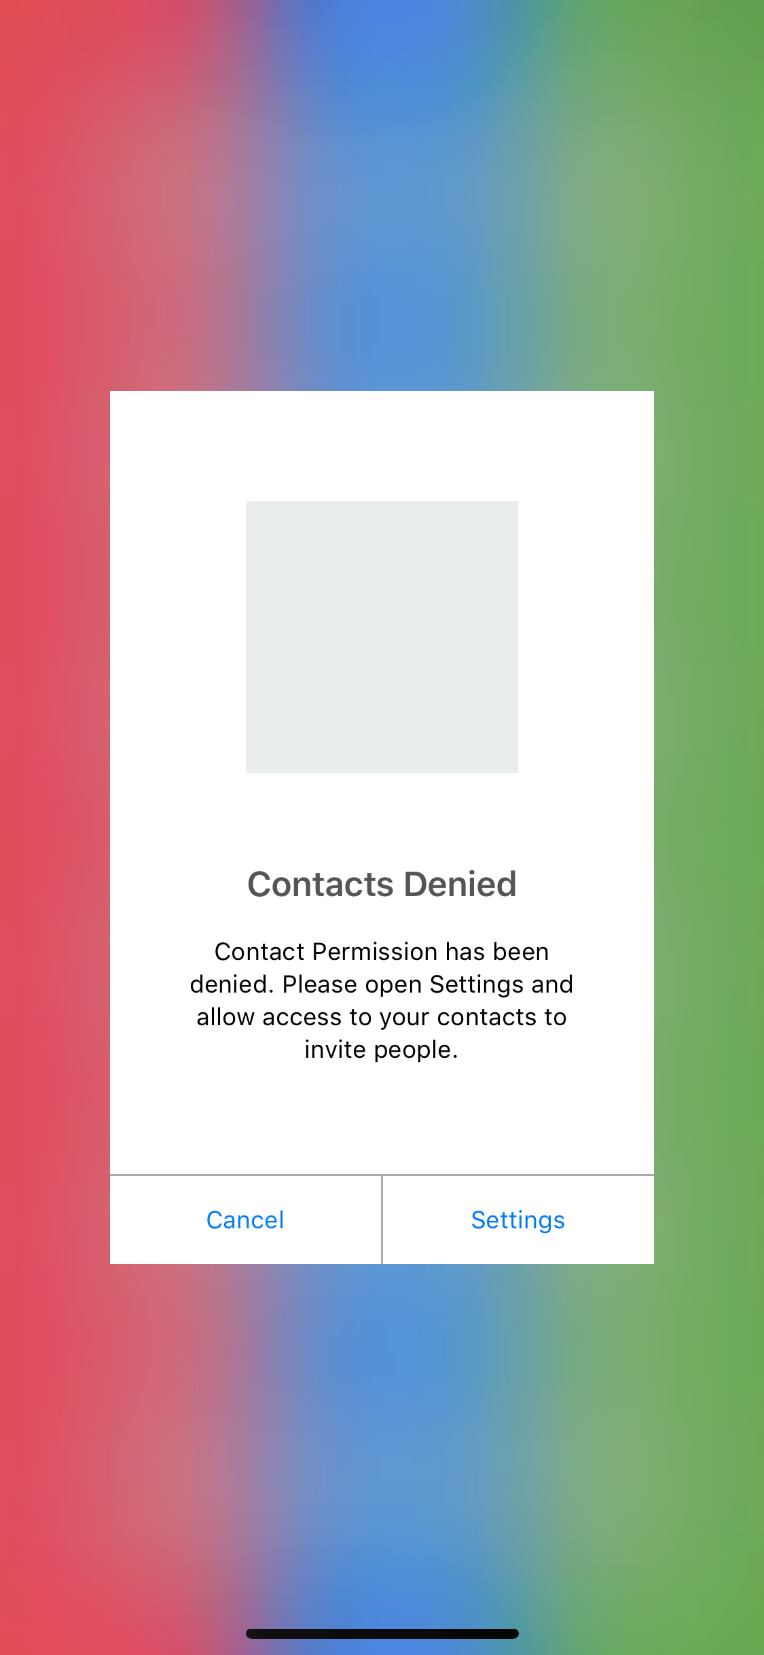 Contacts Denied
Contact Permission has been
denied. Please open Settings and
allow access to your contacts to
invite people.
Cancel
Settings